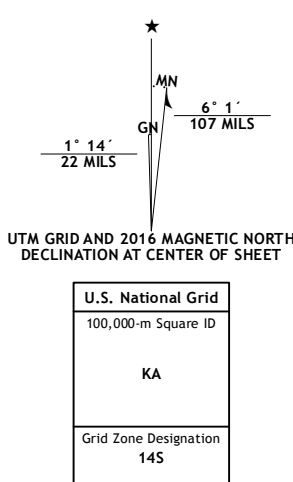 ★
MN
GN
6° 1´
107 MILS
1° 14´
22 MILS
UTM GRID AND 2016 MAGNETIC NORTH
DECLINATION AT CENTER OF SHEET
U.S. National Grid
100,000-m Square ID
KA
Grid Zone Designation
14S